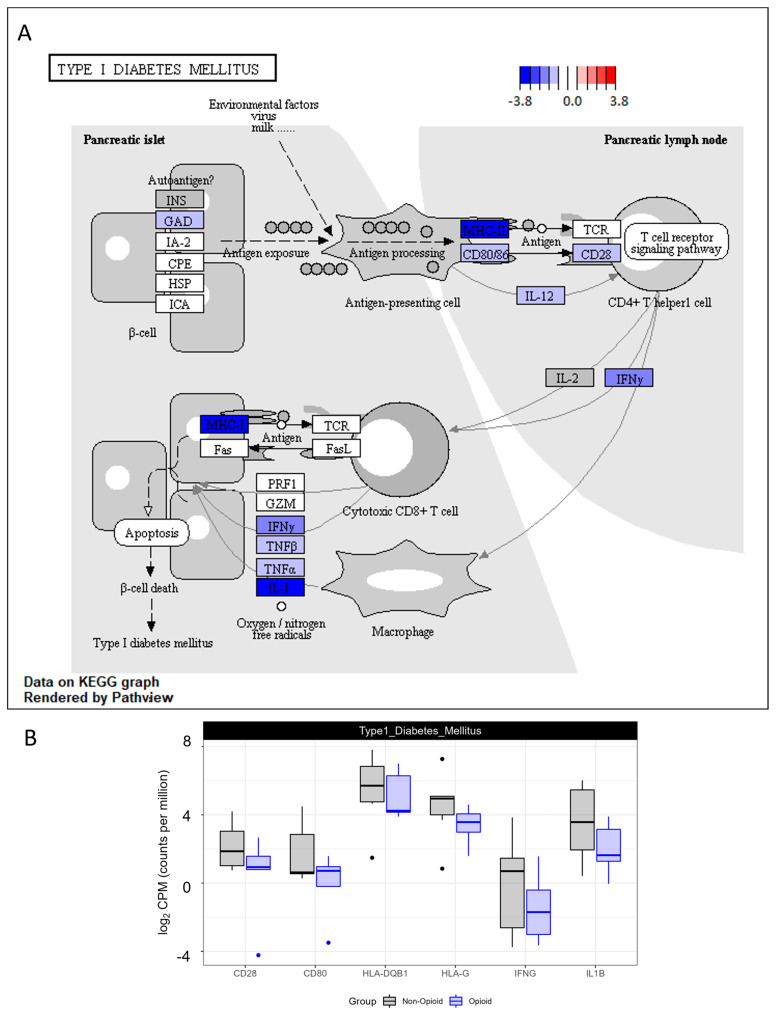 A
TYPE I DIABETES MELLITUS
-3.8 0.0 3.8
Environmental factors
virus
milk ......
Pancreatic islet
Pancreatic lymph node
Autoantigen?
INS
GAD
IA-2
CPE
HSP
ICA
β-cell
Antigen exposure
Antigen processing
Antigen-presenting cell
MHC-II
CD80/86
Antigen
TCR
CD28
T cell receptor
signaling pathway
IL-12
CD4+ T helper1 cell
IL-2
IFNγ
MHC-I
Fas
Antigen
TCR
FasL
PRF1
GZM
IFNγ
TNFβ
TNFα
IL-1
Cytotoxic CD8+ T cell
Apoptosis
β-cell death
Type I diabetes mellitus
Oxygen / nitrogen
free radicals
Macrophage
Data on KEGG graph
Rendered by Pathview
B
Type1_Diabetes_Mellitus
log2 CPM (counts per million)
8
4
0
-4
CD28 CD80 HLA-DQB1 HLA-G IFNG IL1B
Group Non-Opioid Opioid